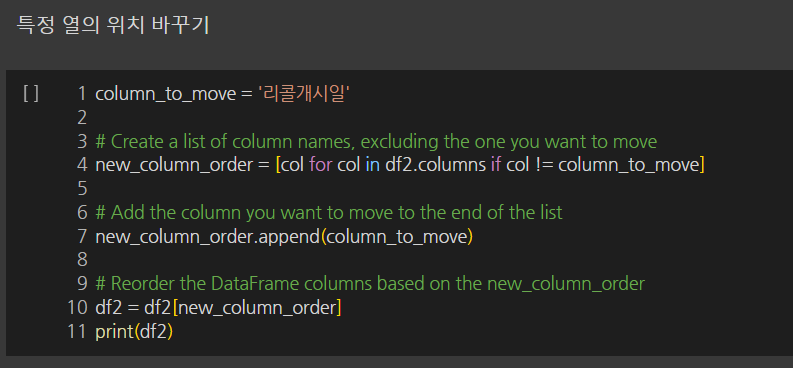 특정 열의 위치 바꾸기
[ ] 1 column_to_move = '리콜개시일'
2
3 # Create a list of column names, excluding the one you want to move
4 new_column_order = [col for col in df2.columns if col != column_to_move]
5
6 # Add the column you want to move to the end of the list
7 new_column_order.append(column_to_move)
8
9 # Reorder the DataFrame columns based on the new_column_order
10 df2 = df2[new_column_order]
11 print(df2)